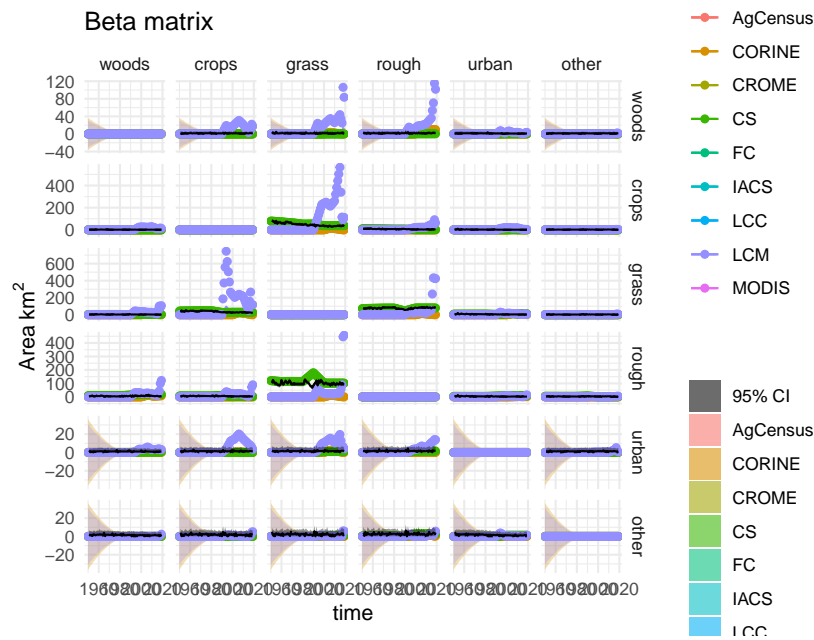 Beta matrix
woods crops grass rough urban other
120
80
40
0
−40
woods
400
200
0
crops
600
400
200
0
grass
400
300
200
100
0
rough
20
0
−20
urban
20
0
−20
other
Area km2
1960198020002020
time
AgCensus
CORINE
CROME
CS
FC
IACS
LCC
LCM
MODIS
95% CI
AgCensus
CORINE
CROME
CS
FC
IACS
LCC